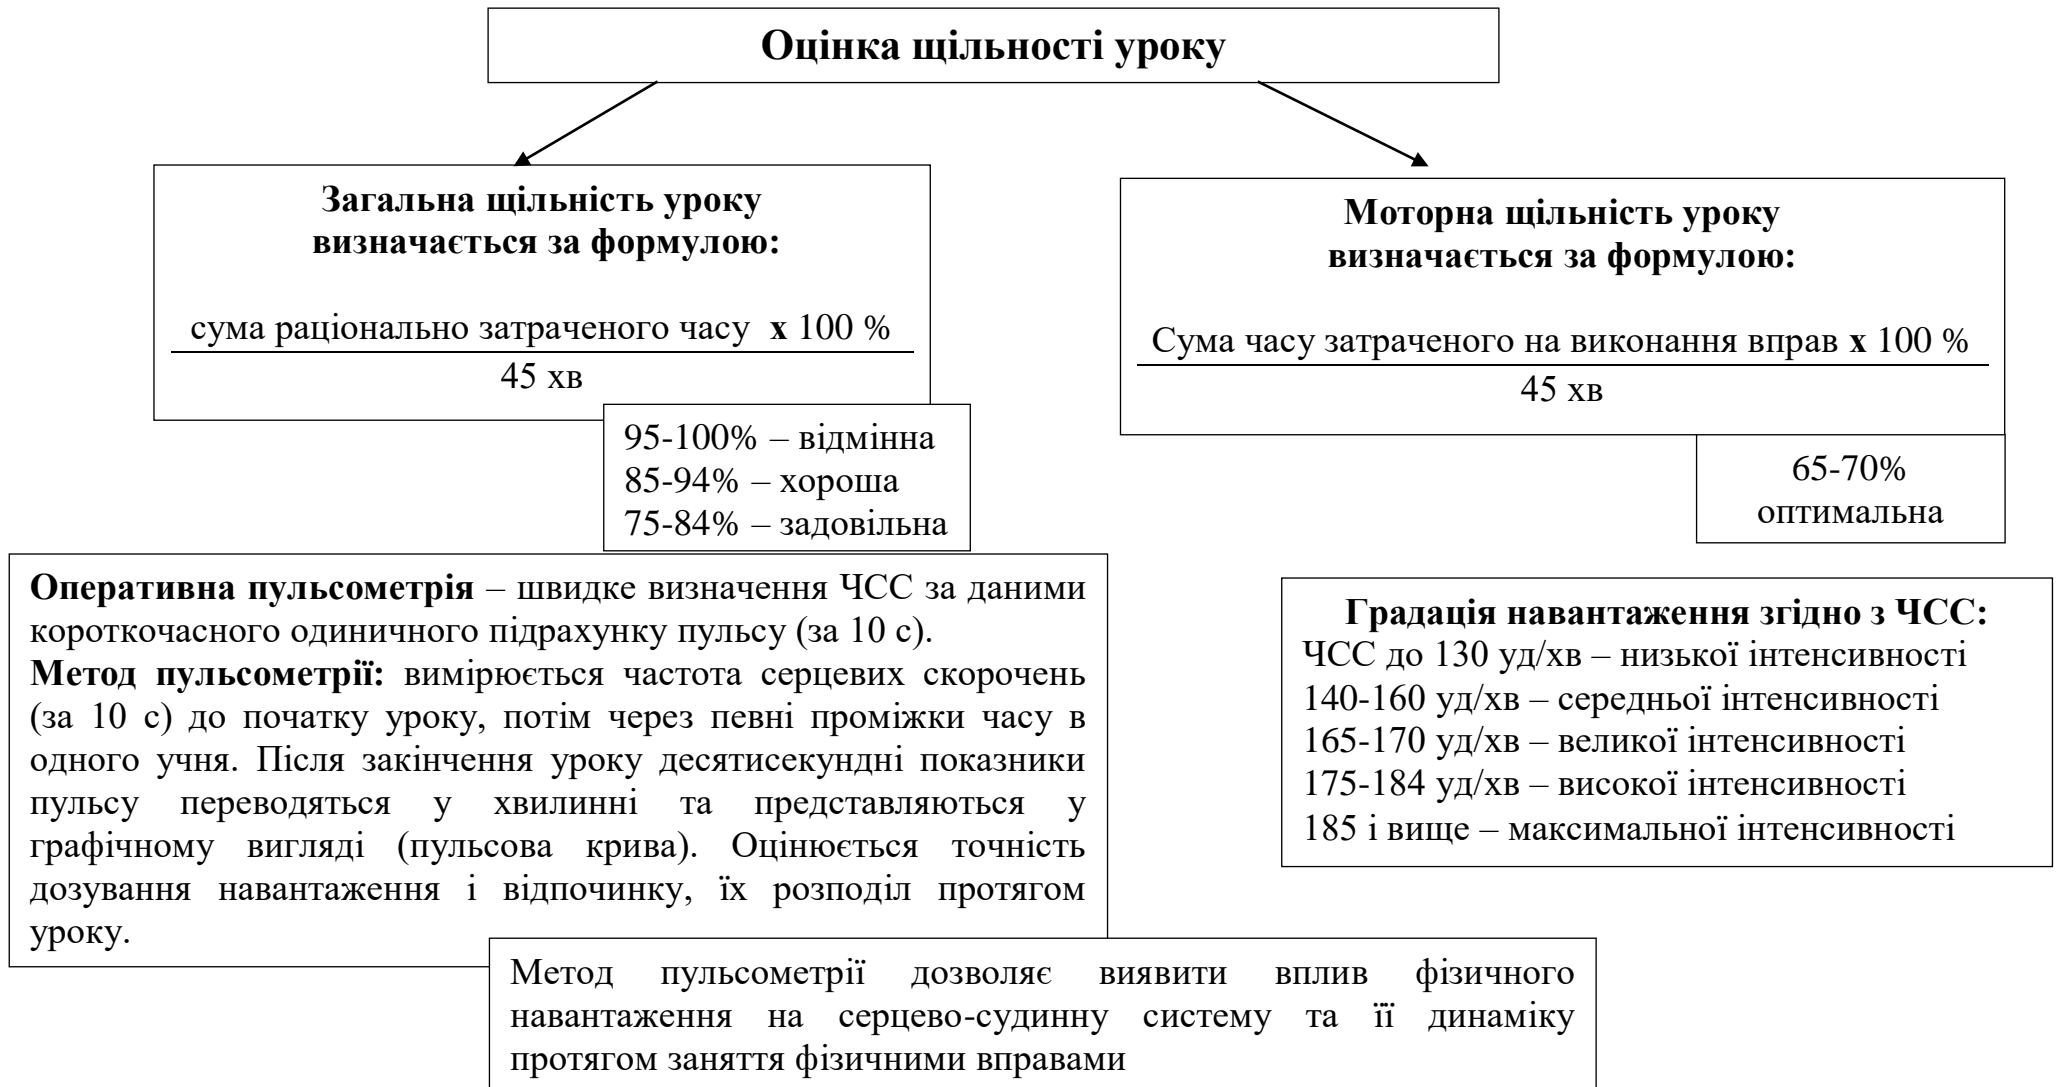 Оцінка щільності уроку
Загальна щільність уроку
визначається за формулою:
сума раціонально затраченого часу х 100 %
45 хв
95-100% – відмінна
85-94% – хороша
75-84% – задовільна
Моторна щільність уроку
визначається за формулою:
Сума часу затраченого на виконання вправ х 100 %
45 хв
65-70%
оптимальна
Оперативна пульсометрія – швидке визначення ЧСС за даними
короткочасного одиничного підрахунку пульсу (за 10 с).
Метод пульсометрії: вимірюється частота серцевих скорочень
(за 10 с) до початку уроку, потім через певні проміжки часу в
одного учня. Після закінчення уроку десятисекундні показники
пульсу переводяться у хвилинні та представляються у
графічному вигляді (пульсова крива). Оцінюється точність
дозування навантаження і відпочинку, їх розподіл протягом
уроку.
Градація навантаження згідно з ЧСС:
ЧСС до 130 уд/хв – низької інтенсивності
140-160 уд/хв – середньої інтенсивності
165-170 уд/хв – великої інтенсивності
175-184 уд/хв – високої інтенсивності
185 і вище – максимальної інтенсивності
Метод пульсометрії дозволяє виявити вплив фізичного
навантаження на серцево-судинну систему та її динаміку
протягом заняття фізичними вправами